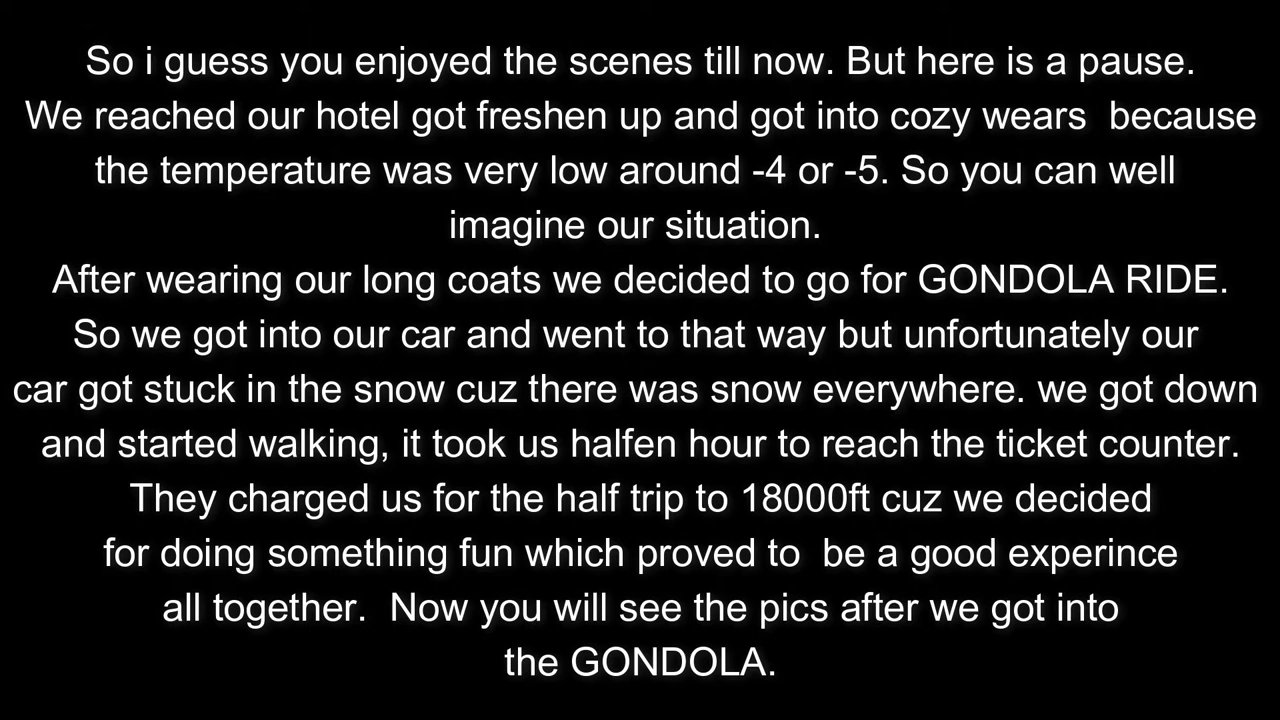 So i guess you enjoyed the scenes till now. But here is a pause.
We reached our hotel got freshen up and got into cozy wears  because
the temperature was very low around -4 or -5. So you can well
imagine our situation.
After wearing our long coats we decided to go for GONDOLA RIDE.
So we got into our car and went to that way but unfortunately our
car got stuck in the snow cuz there was snow everywhere. we got down
and started walking, it took us halfen hour to reach the ticket counter.
They charged us for the half trip to 18000ft cuz we decided
for doing something fun which proved to  be a good experince
all together.  Now you will see the pics after we got into
the GONDOLA.